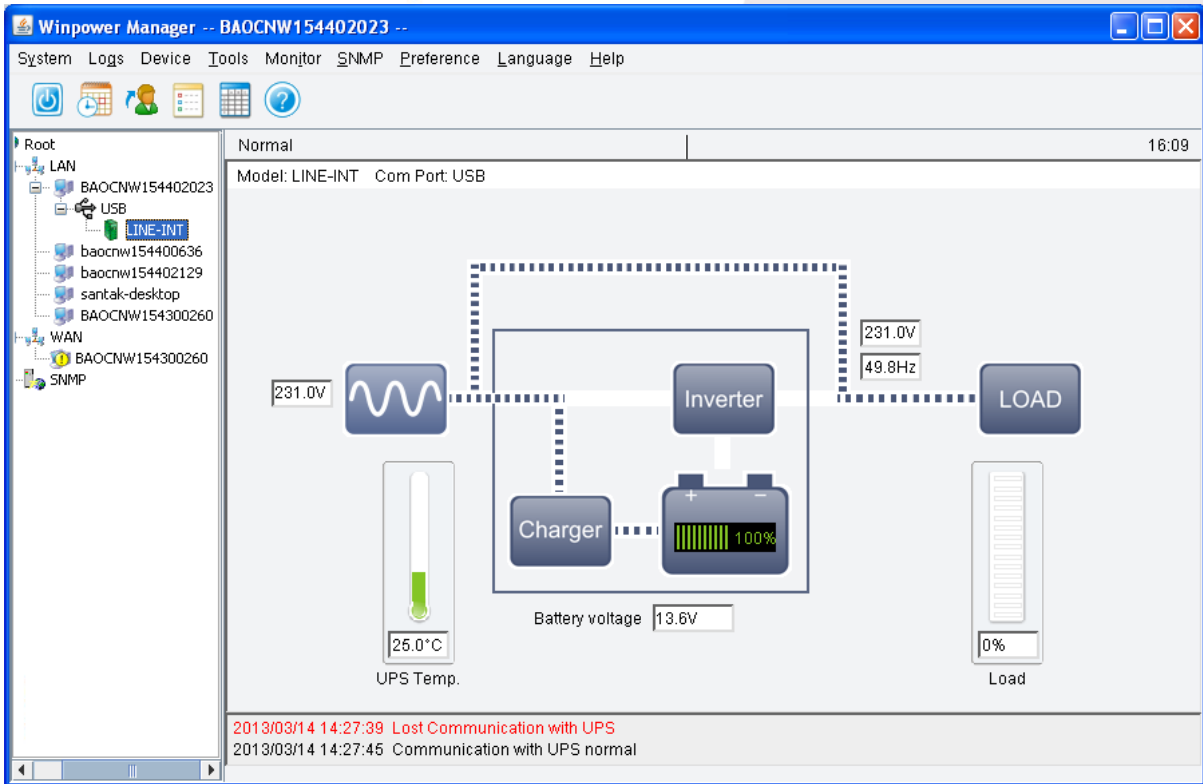 Winpower Manager -- BAOCNW154402023 --
System Logs Device Tools Monitor SNMP Preference Language Help
Root
LAN
BAOCNW154402023
USB
LINE-INT
baocnw154400636
baocnw154402129
santak-desktop
BAOCNW154300260
WAN
BAOCNW154300260
SNMP
Normal 16:09
Model: LINE-INT Com Port: USB
231.0V
49.8Hz
231.0V
Inverter
LOAD
+ −
Charger
100%
Battery voltage 13.6V
25.0°C
UPS Temp.
0%
Load
2013/03/14 14:27:39 Lost Communication with UPS
2013/03/14 14:27:45 Communication with UPS normal